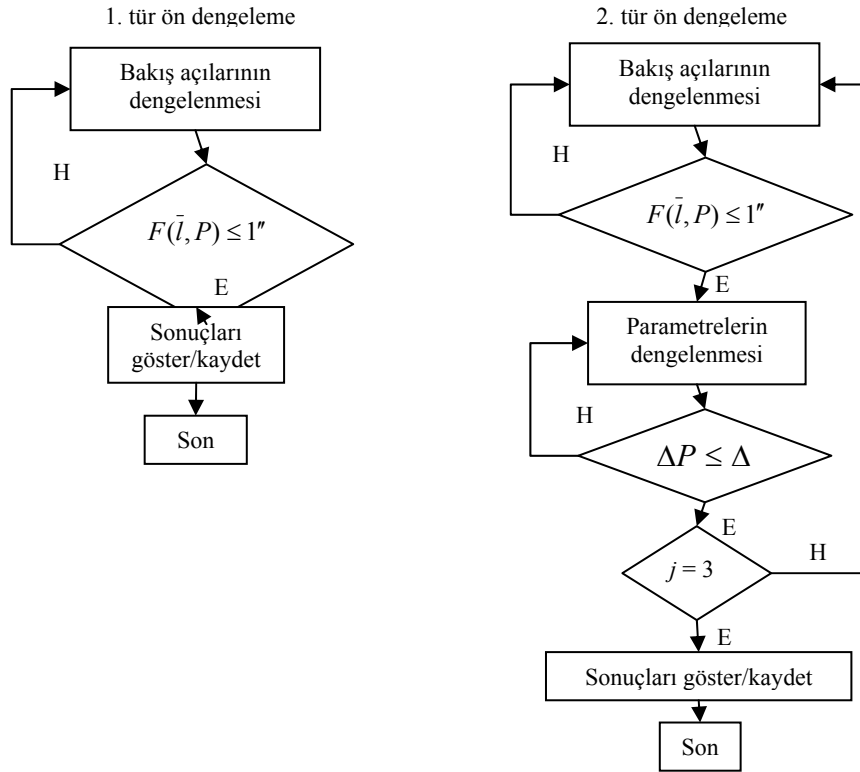 1. tür ön dengeleme
Bakış açılarının
dengelenmesi
H
F(l̄, P) ≤ 1″
E
Sonuçları
göster/kaydet
Son
2. tür ön dengeleme
Bakış açılarının
dengelenmesi
H
F(l̄, P) ≤ 1″
E
Parametrelerin
dengelenmesi
H
ΔP ≤ Δ
E
j = 3
H
E
Sonuçları göster/kaydet
Son